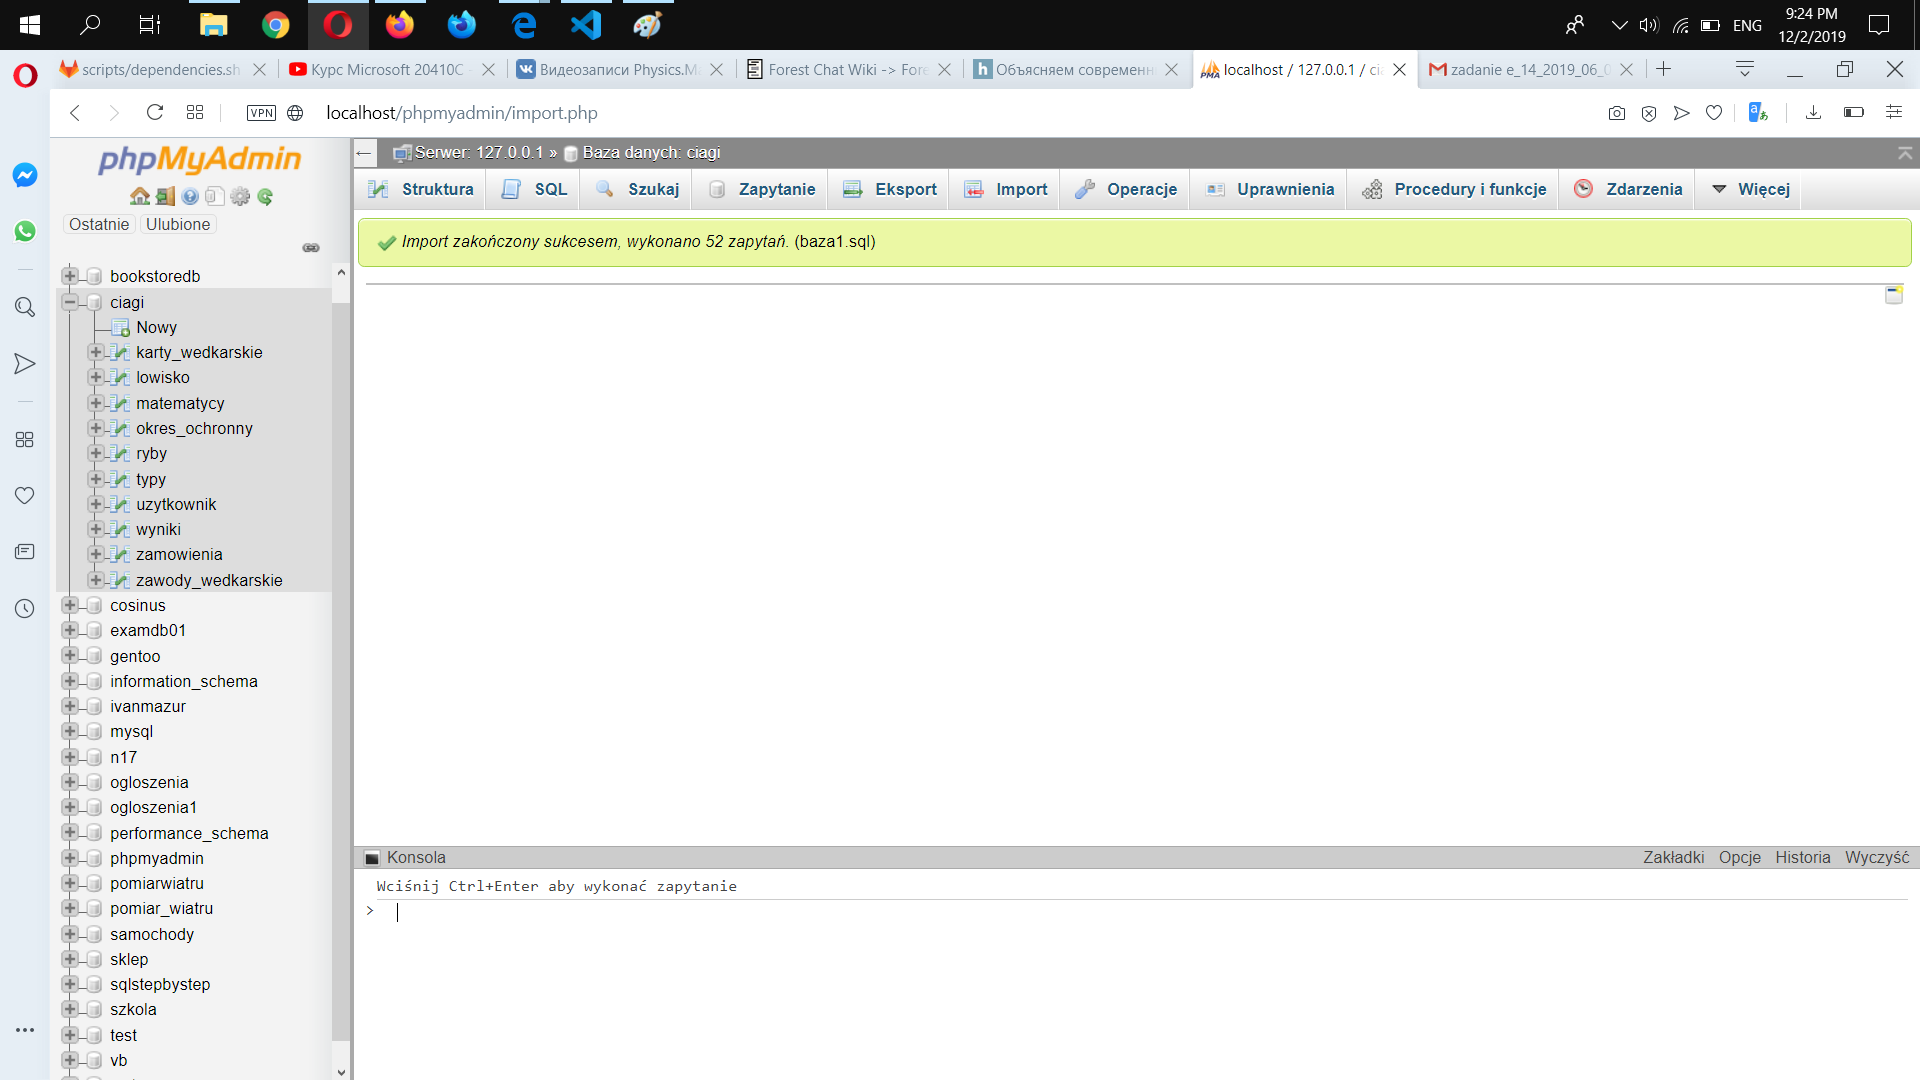 ENG
9:24 PM
12/2/2019
scripts/dependencies.sh
Курс Microsoft 20410C
Видеозаписи Physics.Ma
Forest Chat Wiki -> Fore
Объясняем современн
localhost / 127.0.0.1 / cia
zadanie e_14_2019_06_0
VPN
localhost/phpmyadmin/import.php
phpMyAdmin
Ostatnie
Ulubione
bookstoredb
ciagi
Nowy
karty_wedkarskie
lowisko
matematycy
okres_ochronny
ryby
typy
uzytkownik
wyniki
zamowienia
zawody_wedkarskie
cosinus
examdb01
gentoo
information_schema
ivanmazur
mysql
n17
ogloszenia
ogloszenia1
performance_schema
phpmyadmin
pomiarwiatru
pomiar_wiatru
samochody
sklep
sqlstepbystep
szkola
test
vb
Serwer: 127.0.0.1 » Baza danych: ciagi
Struktura SQL Szukaj Zapytanie Eksport Import Operacje Uprawnienia Procedury i funkcje Zdarzenia Więcej
Import zakończony sukcesem, wykonano 52 zapytań. (baza1.sql)
Konsola
Zakładki Opcje Historia Wyczyść
Wciśnij Ctrl+Enter aby wykonać zapytanie
>